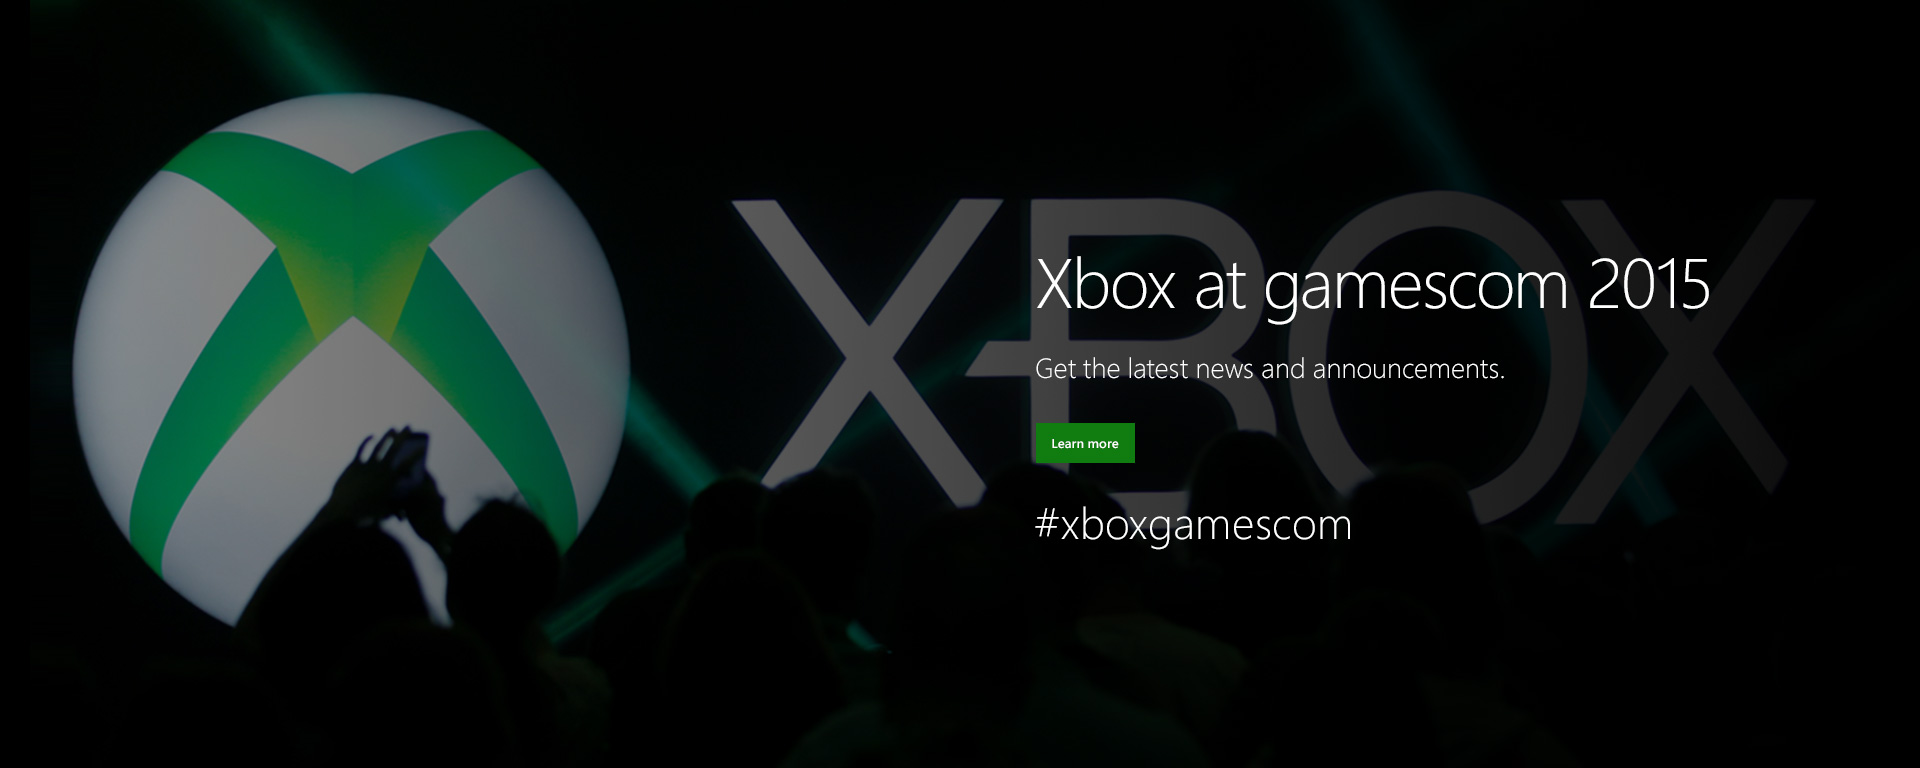 XBOX
Xbox at gamescom 2015
Get the latest news and announcements.
Learn more
#xboxgamescom